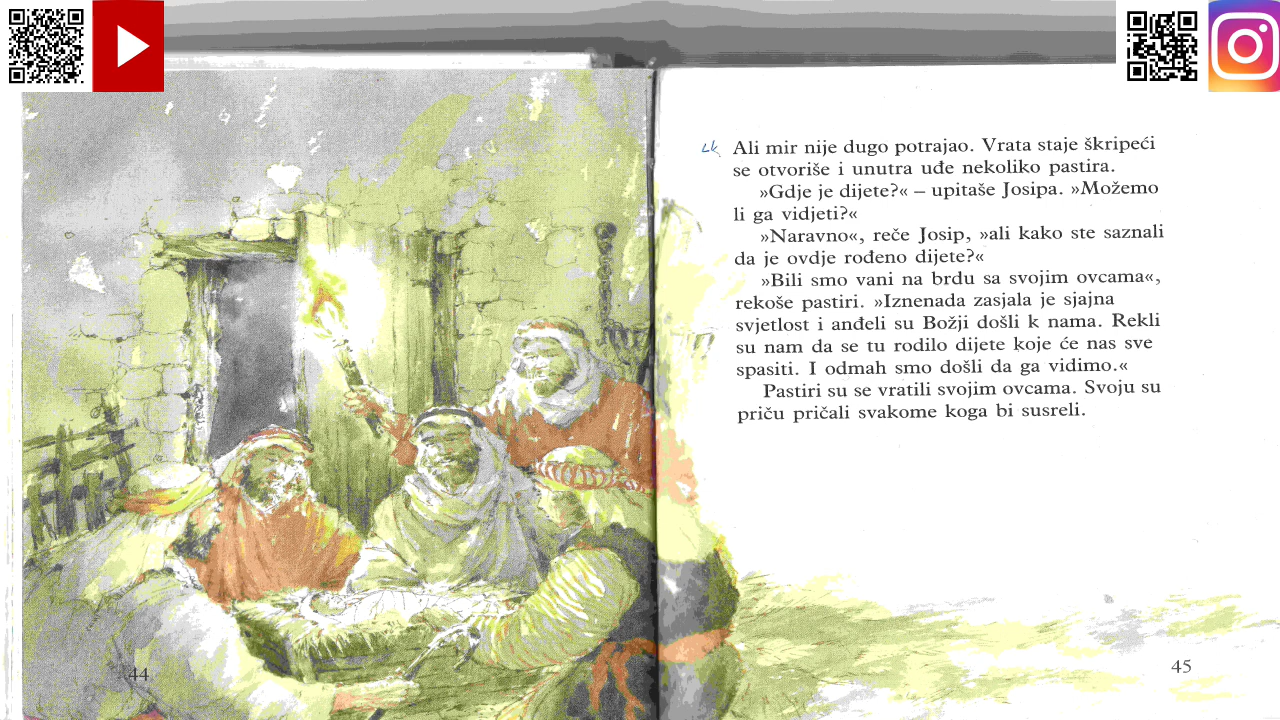 Ali mir nije dugo potrajao. Vrata staje škripeći
se otvoriše i unutra uđe nekoliko pastira.
»Gdje je dijete?« – upitaše Josipa. »Možemo
li ga vidjeti?«
»Naravno«, reče Josip, »ali kako ste saznali
da je ovdje rođeno dijete?«
»Bili smo vani na brdu sa svojim ovcama«,
rekoše pastiri. »Iznenada zasjala je sjajna
svjetlost i anđeli su Božji došli k nama. Rekli
su nam da se tu rodilo dijete koje će nas sve
spasiti. I odmah smo došli da ga vidimo.«
Pastiri su se vratili svojim ovcama. Svoju su
priču pričali svakome koga bi susreli.
44
45